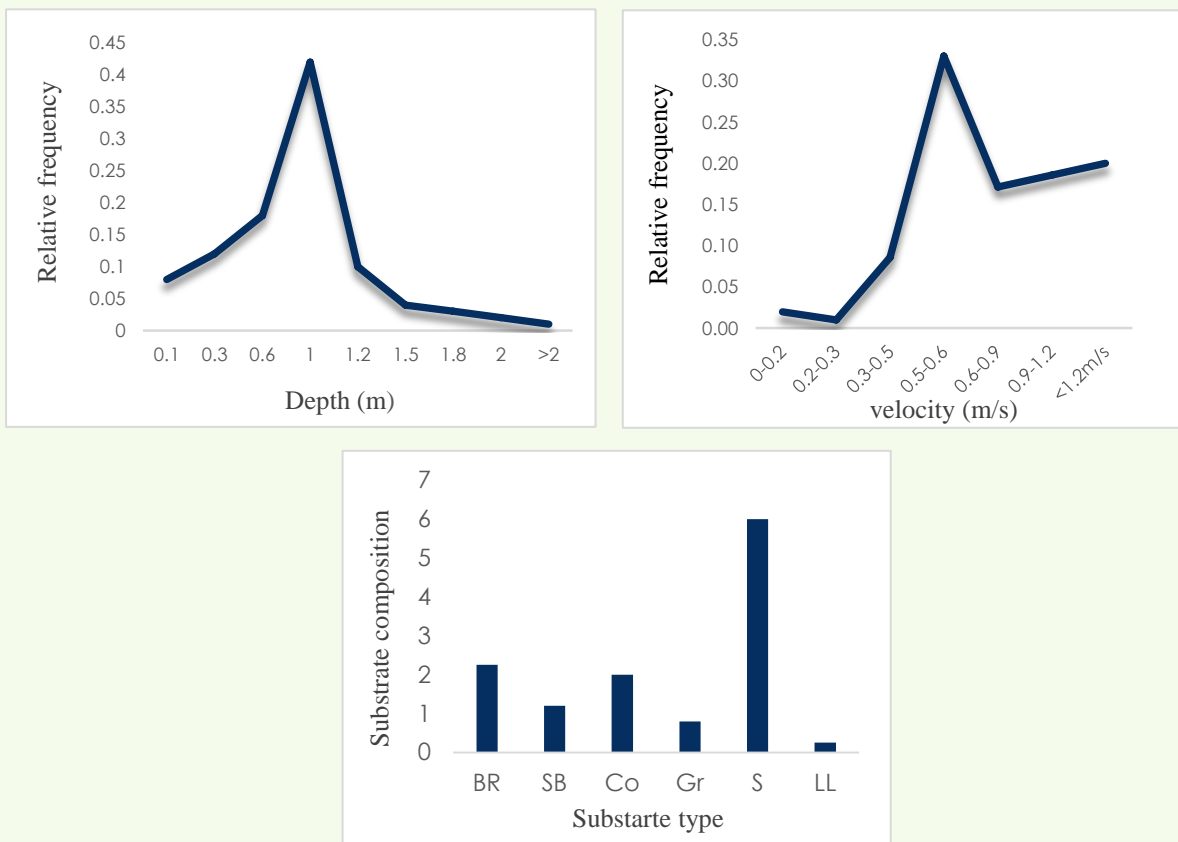 Relative frequency
0.45
0.4
0.35
0.3
0.25
0.2
0.15
0.1
0.05
0
0.1 0.3 0.6 1 1.2 1.5 1.8 2 >2
Depth (m)
Relative frequency
0.35
0.30
0.25
0.20
0.15
0.10
0.05
0.00
0-0.2 0.2-0.3 0.3-0.5 0.5-0.6 0.6-0.9 0.9-1.2 <1.2m/s
velocity (m/s)
Substrate composition
7
6
5
4
3
2
1
0
BR SB Co Gr S LL
Substarte type